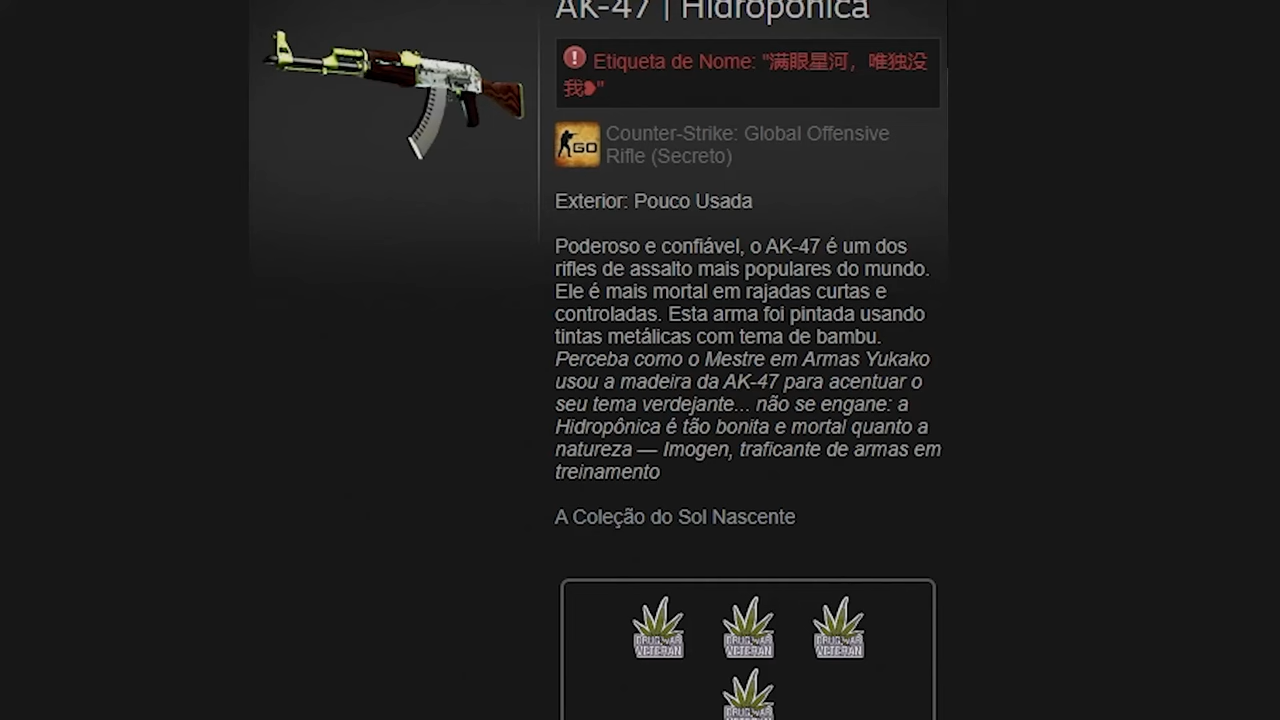 AK-47 | Hidropônica
Etiqueta de Nome: "满眼星河，唯独没
我❥"
GO
Counter-Strike: Global Offensive
Rifle (Secreto)
Exterior: Pouco Usada
Poderoso e confiável, o AK-47 é um dos
rifles de assalto mais populares do mundo.
Ele é mais mortal em rajadas curtas e
controladas. Esta arma foi pintada usando
tintas metálicas com tema de bambu.
Perceba como o Mestre em Armas Yukako
usou a madeira da AK-47 para acentuar o
seu tema verdejante... não se engane: a
Hidropônica é tão bonita e mortal quanto a
natureza — Imogen, traficante de armas em
treinamento
A Coleção do Sol Nascente
DRUG WAR VETERAN
DRUG WAR VETERAN
DRUG WAR VETERAN
DRUG WAR VETERAN